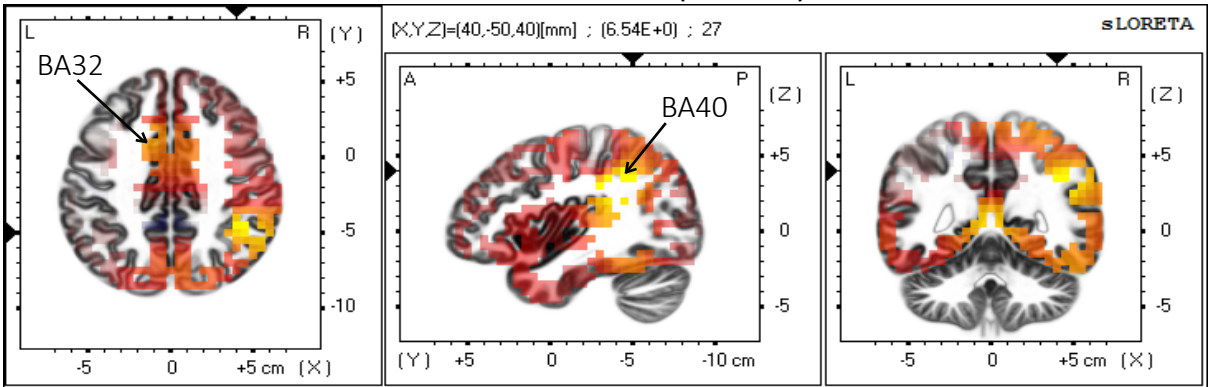 (X,Y,Z)=(40,-50,40)[mm] ; (6.54E+0) ; 27
sLORETA
L R (Y)
BA32
+5
0
-5
-10
-5 0 +5 cm (X)
A P (Z)
BA40
+5
0
-5
(Y) +5 0 -5 -10 cm
L R (Z)
+5
0
-5
-5 0 +5 cm (X)